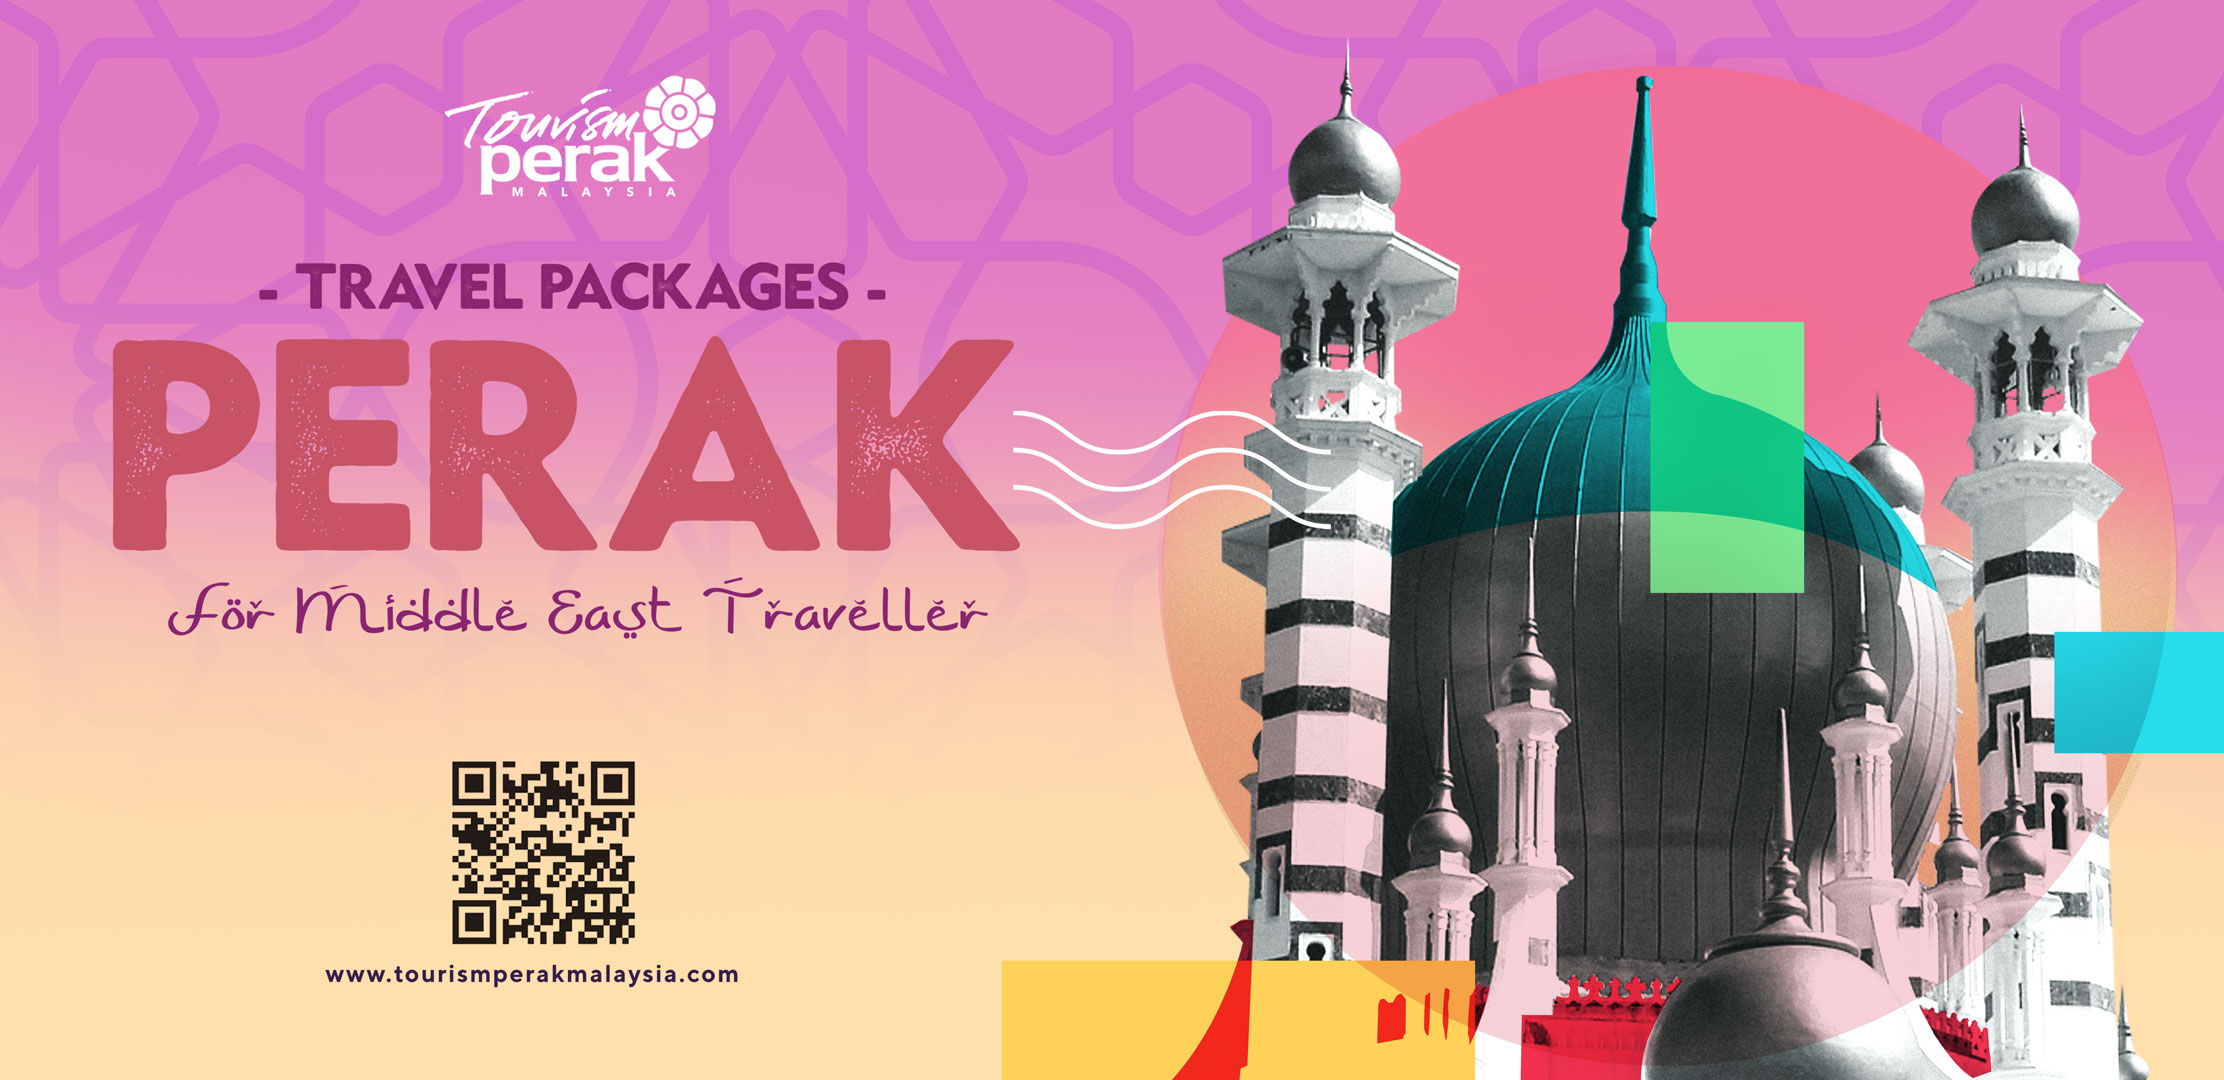 Tourism
perak
MALAYSIA
- TRAVEL PACKAGES -
PERAK
for Middle East Traveller
www.tourismperakmalaysia.com